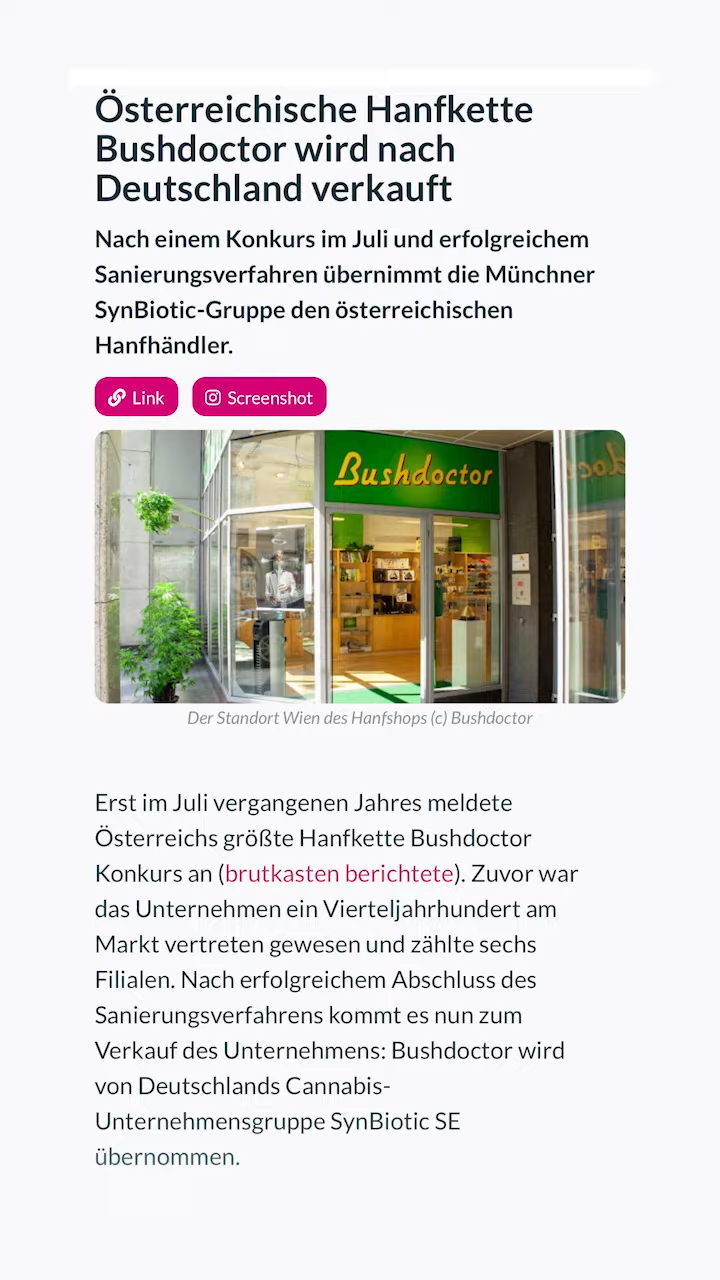 Österreichische Hanfkette
Bushdoctor wird nach
Deutschland verkauft
Nach einem Konkurs im Juli und erfolgreichem
Sanierungsverfahren übernimmt die Münchner
SynBiotic-Gruppe den österreichischen
Hanfhändler.
Link
Screenshot
Bushdoctor
Der Standort Wien des Hanfshops (c) Bushdoctor
Erst im Juli vergangenen Jahres meldete
Österreichs größte Hanfkette Bushdoctor
Konkurs an (brutkasten berichtete). Zuvor war
das Unternehmen ein Vierteljahrhundert am
Markt vertreten gewesen und zählte sechs
Filialen. Nach erfolgreichem Abschluss des
Sanierungsverfahrens kommt es nun zum
Verkauf des Unternehmens: Bushdoctor wird
von Deutschlands Cannabis-
Unternehmensgruppe SynBiotic SE
übernommen.